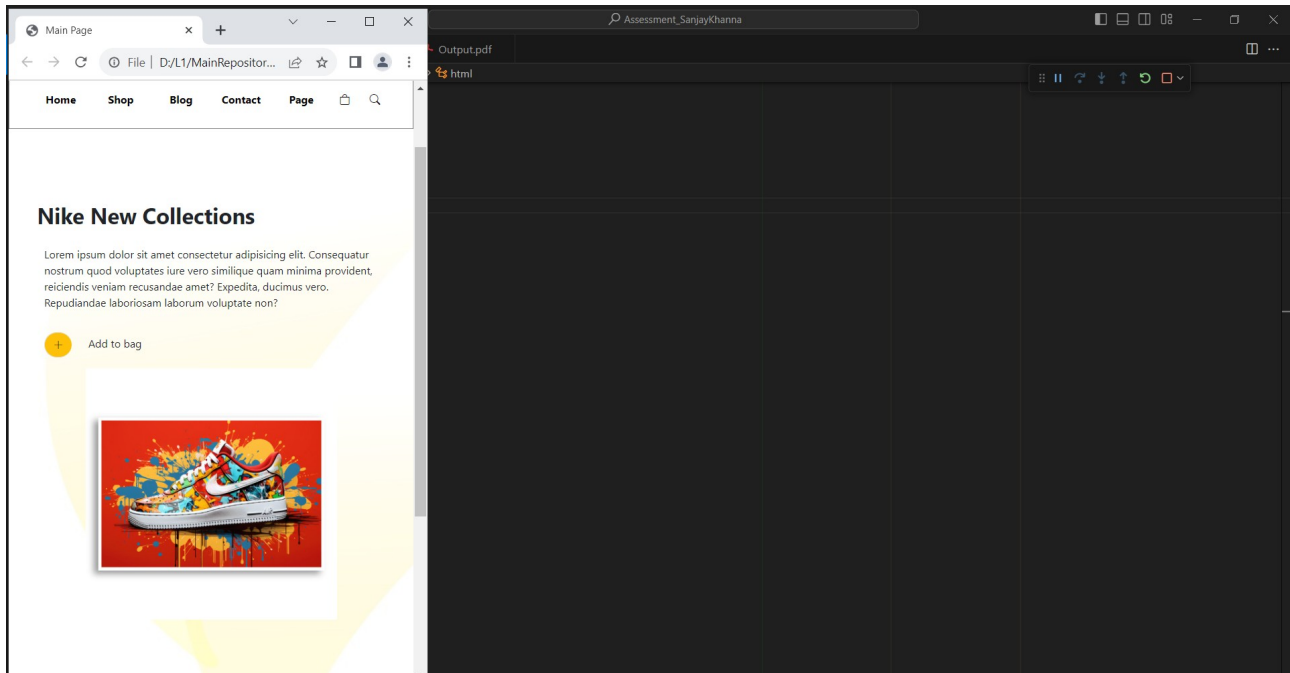 Main Page
File
D:/L1/MainRepositor...
Home Shop Blog Contact Page
Nike New Collections
Lorem ipsum dolor sit amet consectetur adipisicing elit. Consequatur
nostrum quod voluptates iure vero similique quam minima provident,
reiciendis veniam recusandae amet? Expedita, ducimus vero.
Repudiandae laboriosam laborum voluptate non?
+ Add to bag
Assessment_SanjayKhanna
Output.pdf
html